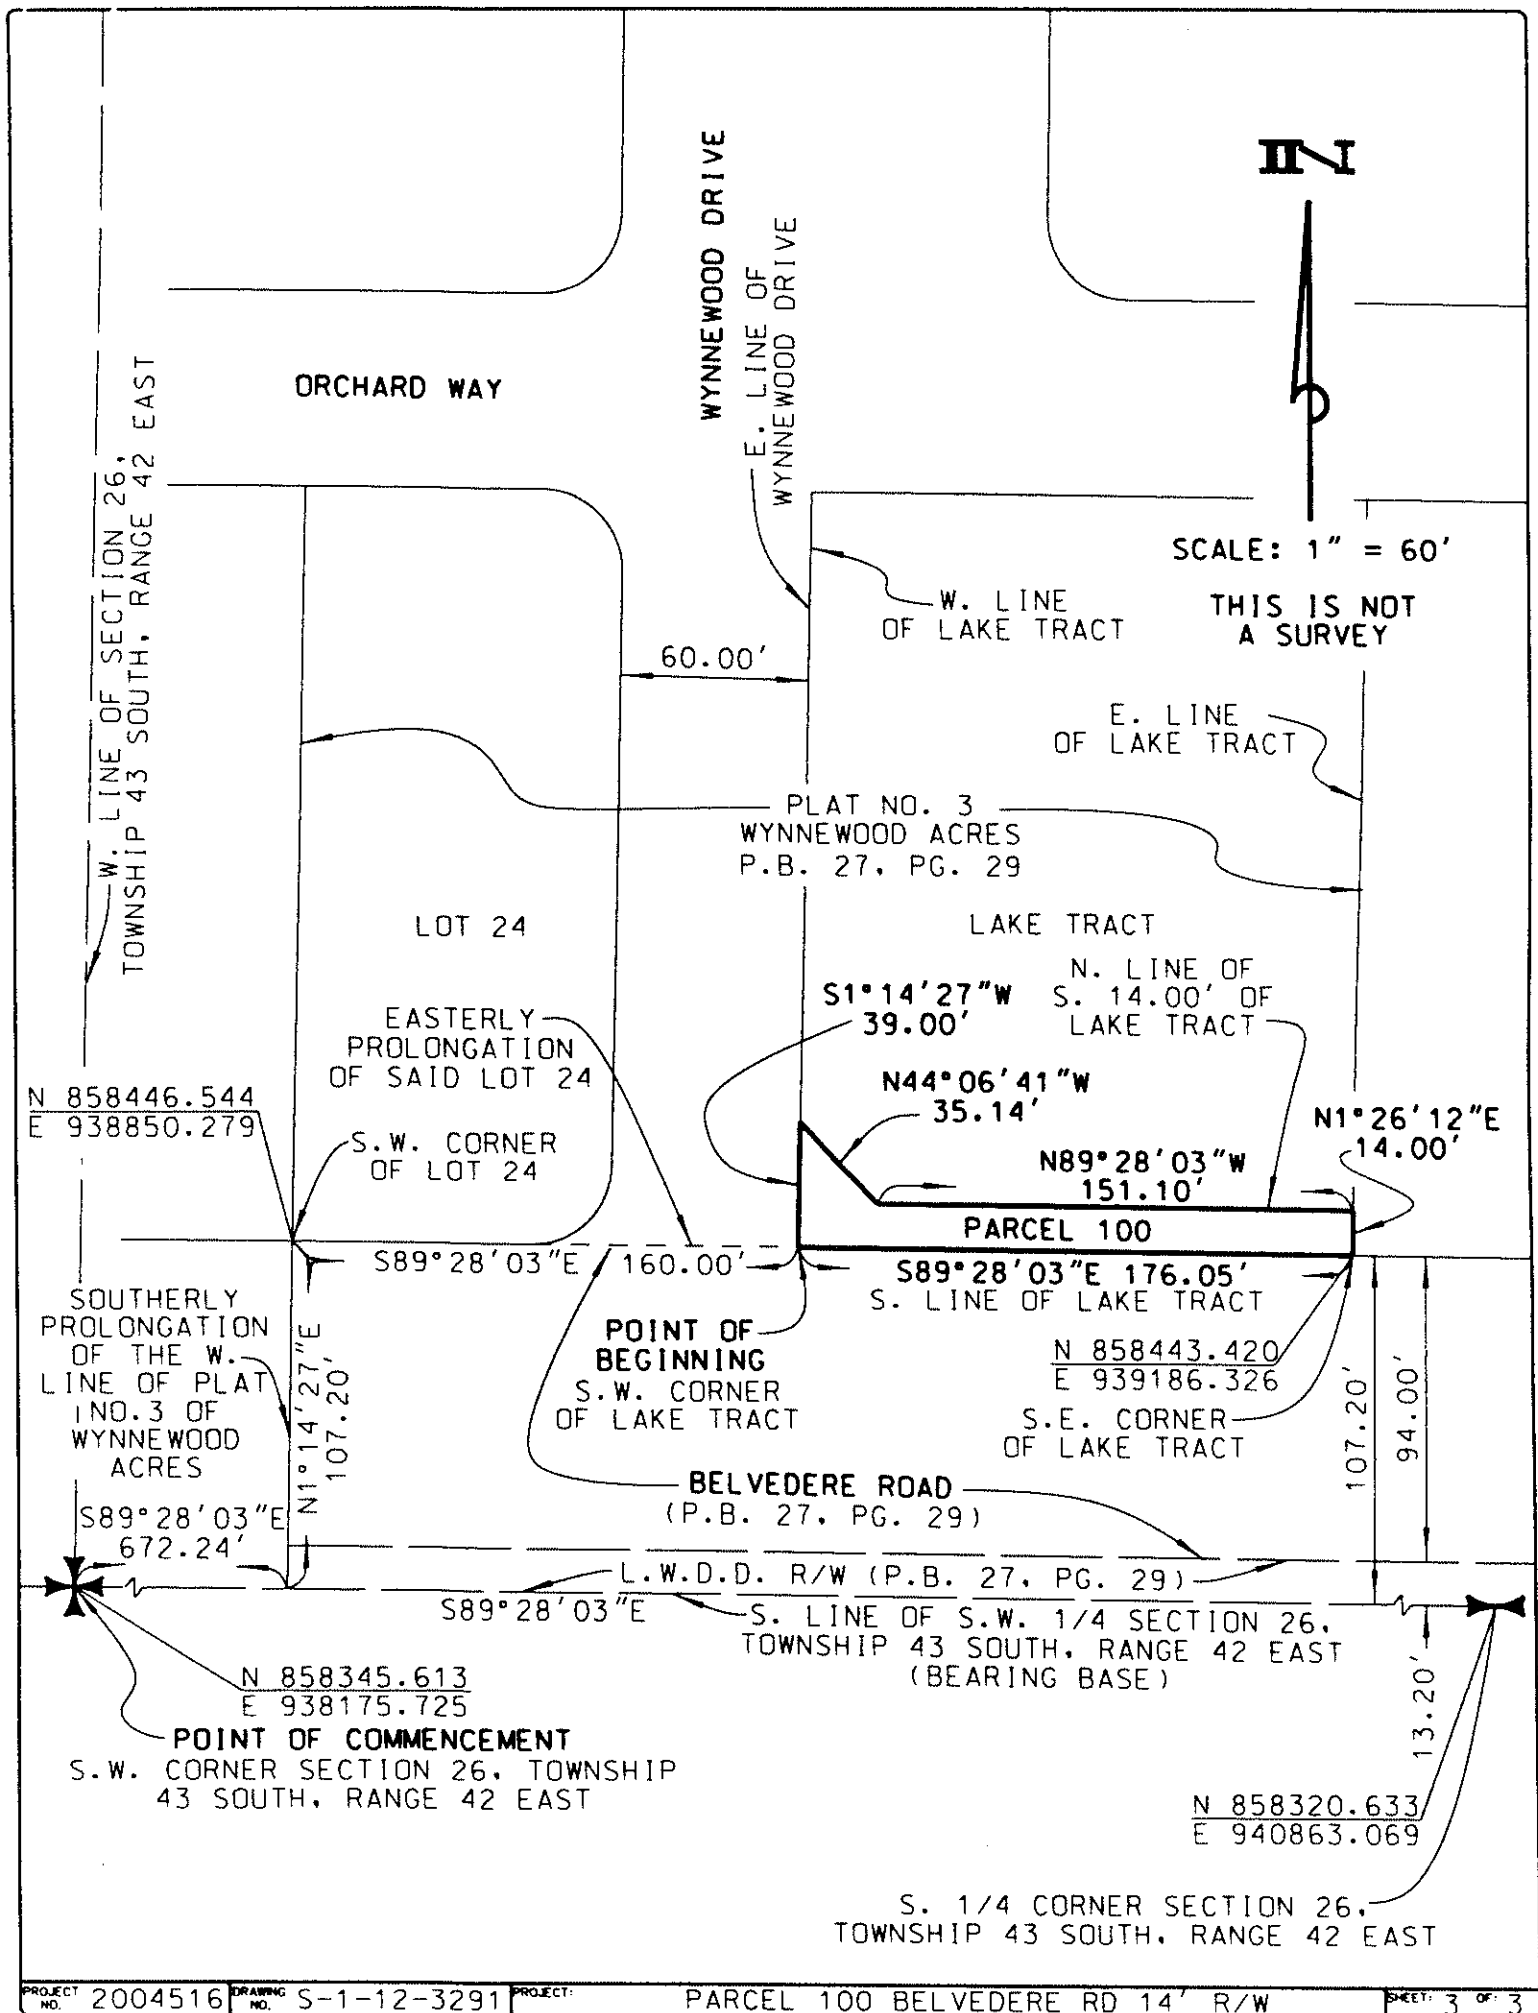 N
WYNNEWOOD DRIVE
E. LINE OF
WYNNEWOOD DRIVE
ORCHARD WAY
W. LINE OF SECTION 26,
TOWNSHIP 43 SOUTH, RANGE 42 EAST
SCALE: 1" = 60'
THIS IS NOT
A SURVEY
W. LINE
OF LAKE TRACT
60.00'
E. LINE
OF LAKE TRACT
PLAT NO. 3
WYNNEWOOD ACRES
P.B. 27, PG. 29
LOT 24
LAKE TRACT
N. LINE OF
S. 14.00' OF
LAKE TRACT
S1°14'27"W
39.00'
EASTERLY
PROLONGATION
OF SAID LOT 24
N44°06'41"W
35.14'
N 858446.544
E 938850.279
S.W. CORNER
OF LOT 24
N1°26'12"E
14.00'
N89°28'03"W
151.10'
PARCEL 100
S89°28'03"E 160.00'
S89°28'03"E 176.05'
S. LINE OF LAKE TRACT
SOUTHERLY
PROLONGATION
OF THE W.
LINE OF PLAT
NO.3 OF
WYNNEWOOD
ACRES
N1°14'27"E
107.20'
POINT OF
BEGINNING
S.W. CORNER
OF LAKE TRACT
N 858443.420
E 939186.326
S.E. CORNER
OF LAKE TRACT
107.20'
94.00'
BELVEDERE ROAD
(P.B. 27, PG. 29)
S89°28'03"E
672.24'
L.W.D.D. R/W (P.B. 27, PG. 29)
S89°28'03"E
S. LINE OF S.W. 1/4 SECTION 26,
TOWNSHIP 43 SOUTH, RANGE 42 EAST
(BEARING BASE)
13.20'
N 858345.613
E 938175.725
POINT OF COMMENCEMENT
S.W. CORNER SECTION 26, TOWNSHIP
43 SOUTH, RANGE 42 EAST
N 858320.633
E 940863.069
S. 1/4 CORNER SECTION 26,
TOWNSHIP 43 SOUTH, RANGE 42 EAST
PROJECT NO. 2004516 DRAWING NO. S-1-12-3291 PROJECT: PARCEL 100 BELVEDERE RD 14' R/W SHEET: 3 OF: 3